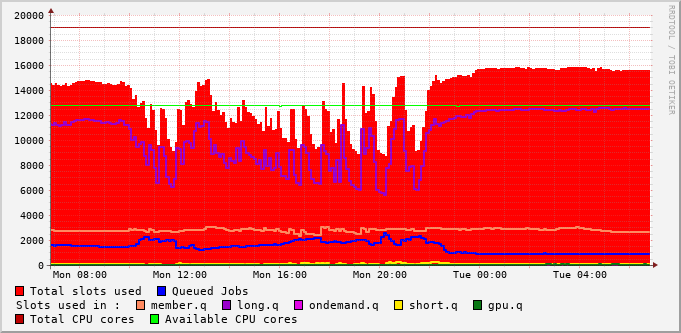 20000
18000
16000
14000
12000
10000
8000
6000
4000
2000
0
Mon 08:00 Mon 12:00 Mon 16:00 Mon 20:00 Tue 00:00 Tue 04:00
RRDTOOL / TOBI OETIKER
Total slots used Queued Jobs
Slots used in : member.q long.q ondemand.q short.q gpu.q
Total CPU cores Available CPU cores